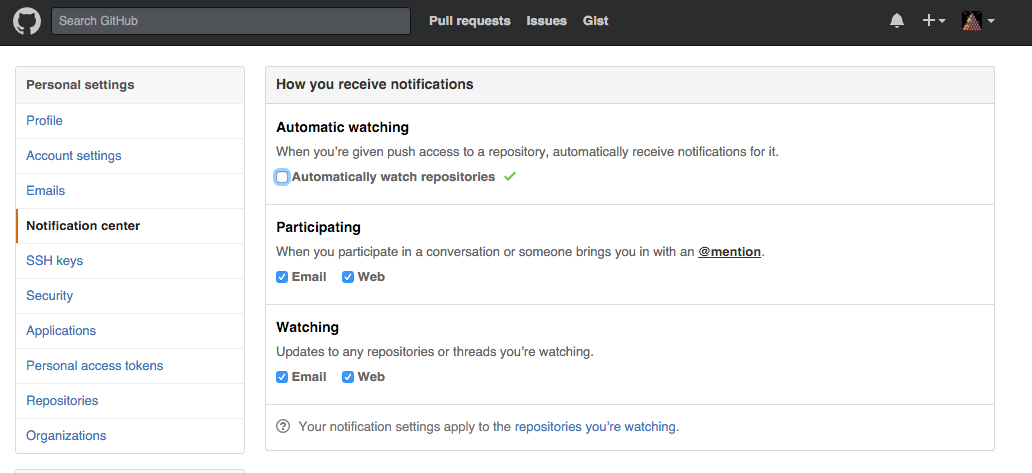 Search GitHub
Pull requests Issues Gist
Personal settings
Profile
Account settings
Emails
Notification center
SSH keys
Security
Applications
Personal access tokens
Repositories
Organizations
How you receive notifications
Automatic watching
When you're given push access to a repository, automatically receive notifications for it.
Automatically watch repositories
Participating
When you participate in a conversation or someone brings you in with an @mention.
Email Web
Watching
Updates to any repositories or threads you're watching.
Email Web
Your notification settings apply to the repositories you're watching.